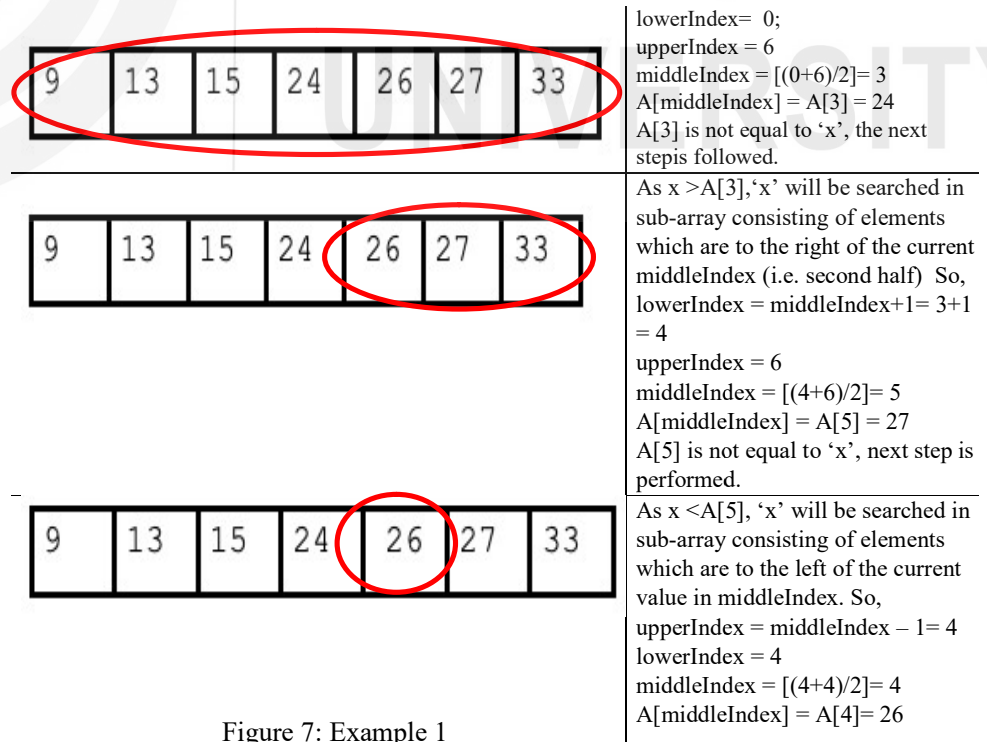 9 13 15 24 26 27 33
lowerIndex= 0;
upperIndex = 6
middleIndex = [(0+6)/2]= 3
A[middleIndex] = A[3] = 24
A[3] is not equal to ‘x’, the next
stepis followed.
9 13 15 24 26 27 33
As x >A[3],‘x’ will be searched in
sub-array consisting of elements
which are to the right of the current
middleIndex (i.e. second half) So,
lowerIndex = middleIndex+1= 3+1
= 4
upperIndex = 6
middleIndex = [(4+6)/2]= 5
A[middleIndex] = A[5] = 27
A[5] is not equal to ‘x’, next step is
performed.
9 13 15 24 26 27 33
As x <A[5], ‘x’ will be searched in
sub-array consisting of elements
which are to the left of the current
value in middleIndex. So,
upperIndex = middleIndex – 1= 4
lowerIndex = 4
middleIndex = [(4+4)/2]= 4
A[middleIndex] = A[4]= 26
Figure 7: Example 1
UNIVERSITY